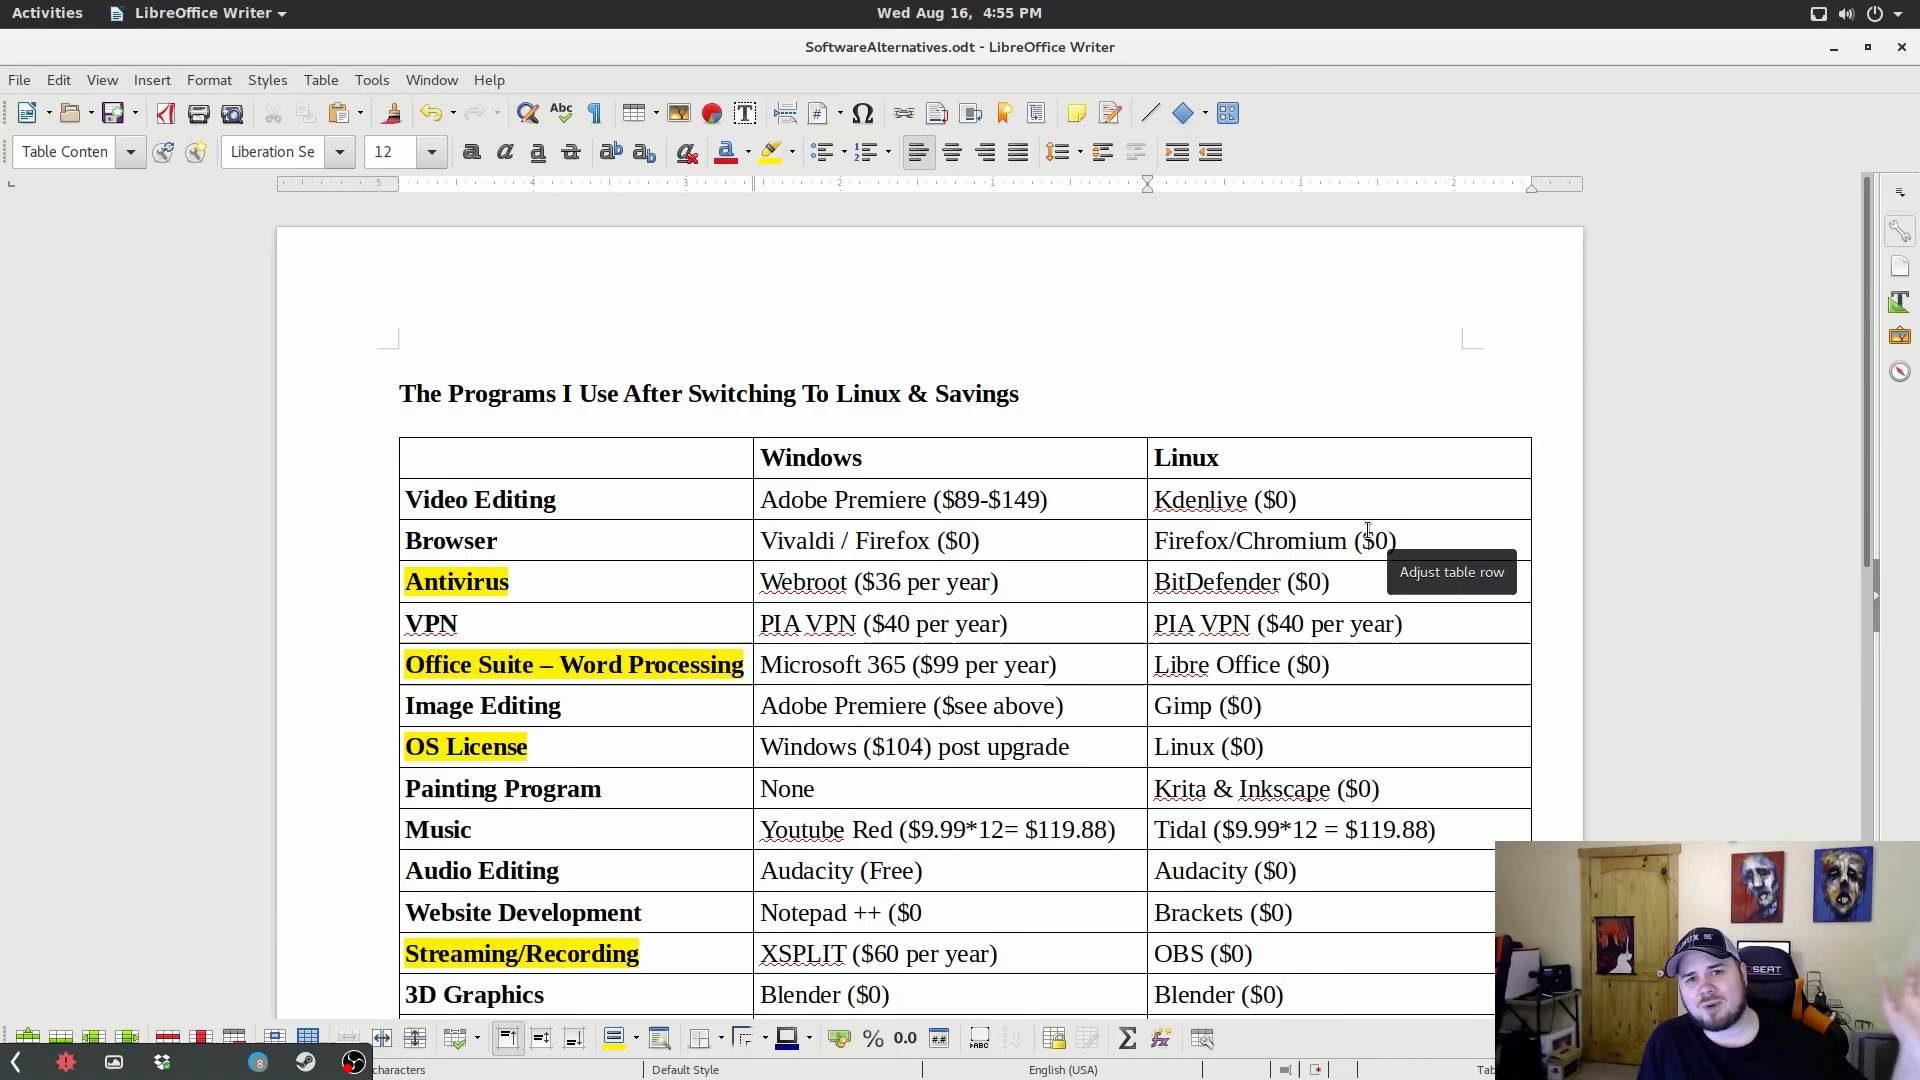 Activities LibreOffice Writer Wed Aug 16, 4:55 PM
SoftwareAlternatives.odt - LibreOffice Writer
File Edit View Insert Format Styles Table Tools Window Help
Table Conten Liberation Se 12
5 4 3 2 1 1 2
The Programs I Use After Switching To Linux & Savings
Windows Linux
Video Editing Adobe Premiere ($89-$149) Kdenlive ($0)
Browser Vivaldi / Firefox ($0) Firefox/Chromium ($0)
Adjust table row
Antivirus Webroot ($36 per year) BitDefender ($0)
VPN PIA VPN ($40 per year) PIA VPN ($40 per year)
Office Suite – Word Processing Microsoft 365 ($99 per year) Libre Office ($0)
Image Editing Adobe Premiere ($see above) Gimp ($0)
OS License Windows ($104) post upgrade Linux ($0)
Painting Program None Krita & Inkscape ($0)
Music Youtube Red ($9.99*12= $119.88) Tidal ($9.99*12 = $119.88)
Audio Editing Audacity (Free) Audacity ($0)
Website Development Notepad ++ ($0 Brackets ($0)
Streaming/Recording XSPLIT ($60 per year) OBS ($0)
3D Graphics Blender ($0) Blender ($0)
characters Default Style English (USA) Tab